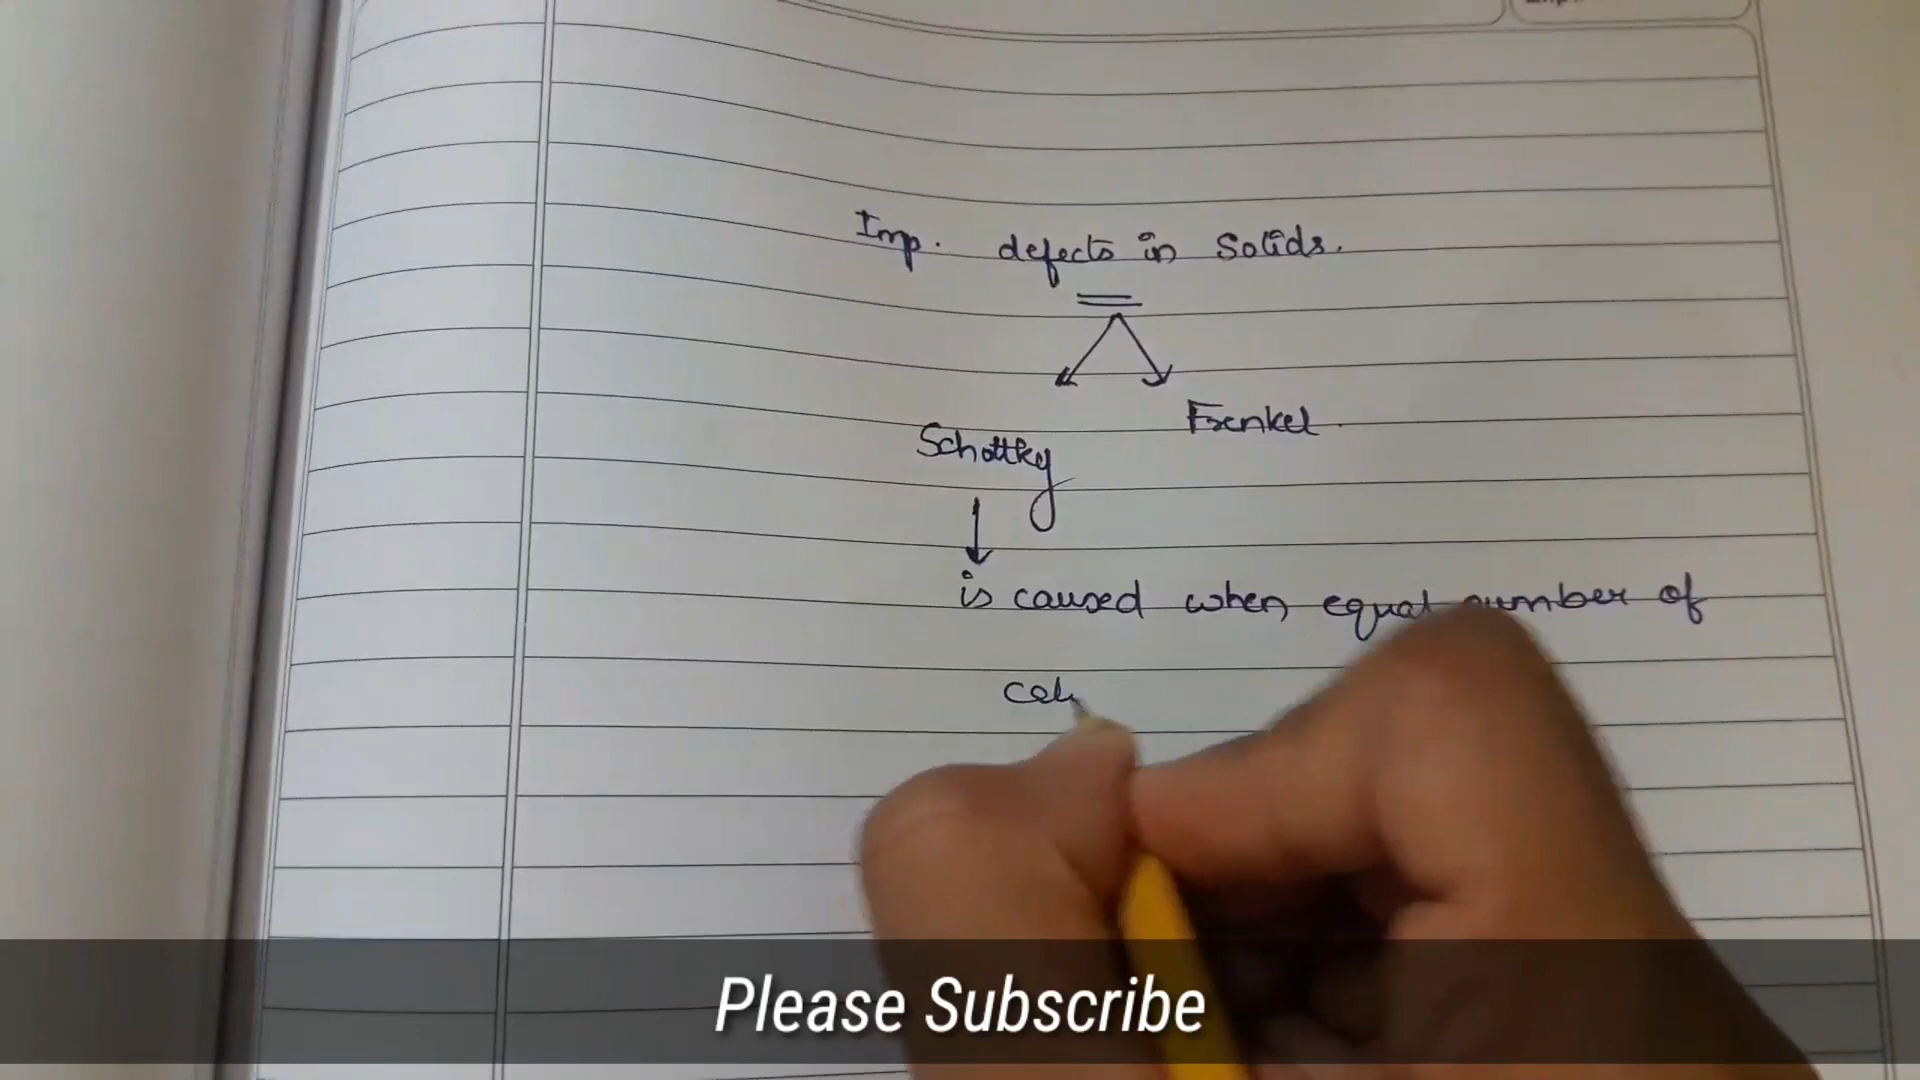 Imp. defects in Solids.
Frenkel.
Schottky
is caused when equal number of
Please Subscribe